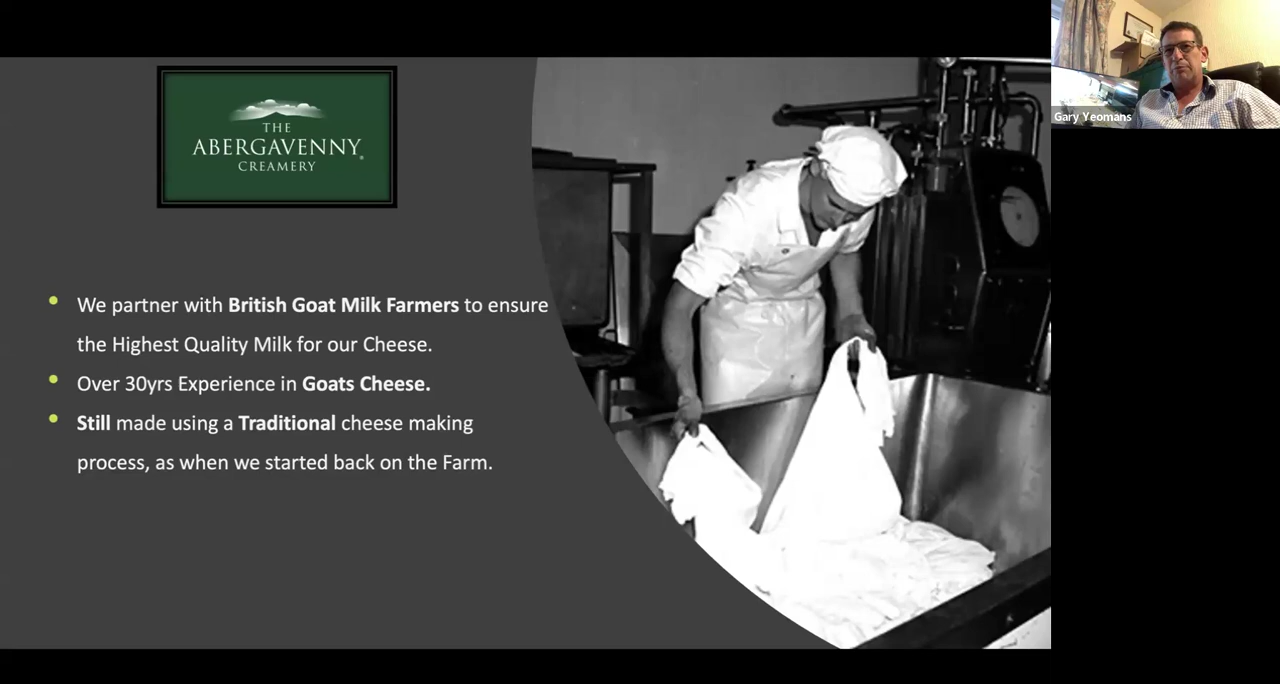 THE
ABERGAVENNY
CREAMERY
We partner with British Goat Milk Farmers to ensure
the Highest Quality Milk for our Cheese.
Over 30yrs Experience in Goats Cheese.
Still made using a Traditional cheese making
process, as when we started back on the Farm.
Gary Yeomans